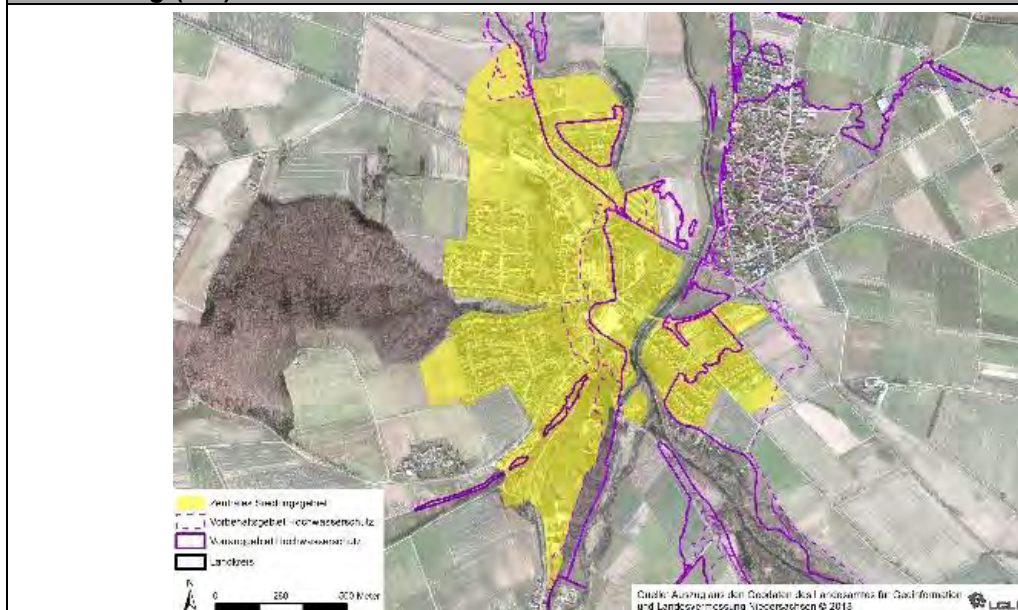 Zentrales Siedlungsgebiet
Vorbehaltsgebiet Hochwasserschutz
Vorranggebiet Hochwasserschutz
Landkreis
N
0 250 500 Meter
Quelle: Auszug aus den Geodaten des Landesamtes für Geoinformation
und Landesvermessung Niedersachsen © 2013
LGLN